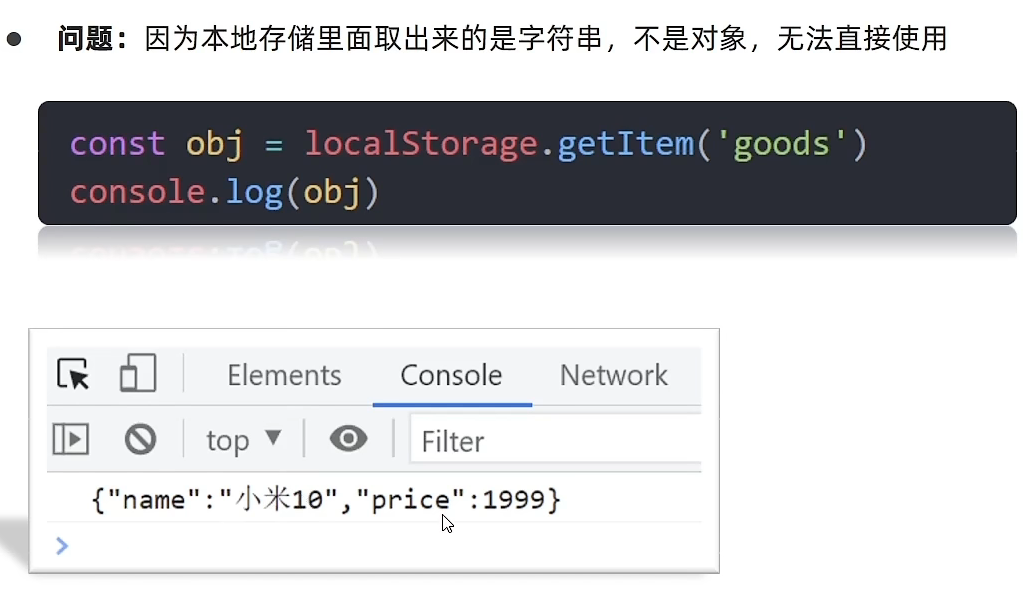 问题：因为本地存储里面取出来的是字符串，不是对象，无法直接使用
const obj = localStorage.getItem('goods')
console.log(obj)
Elements Console Network
top Filter
{"name":"小米10","price":1999}